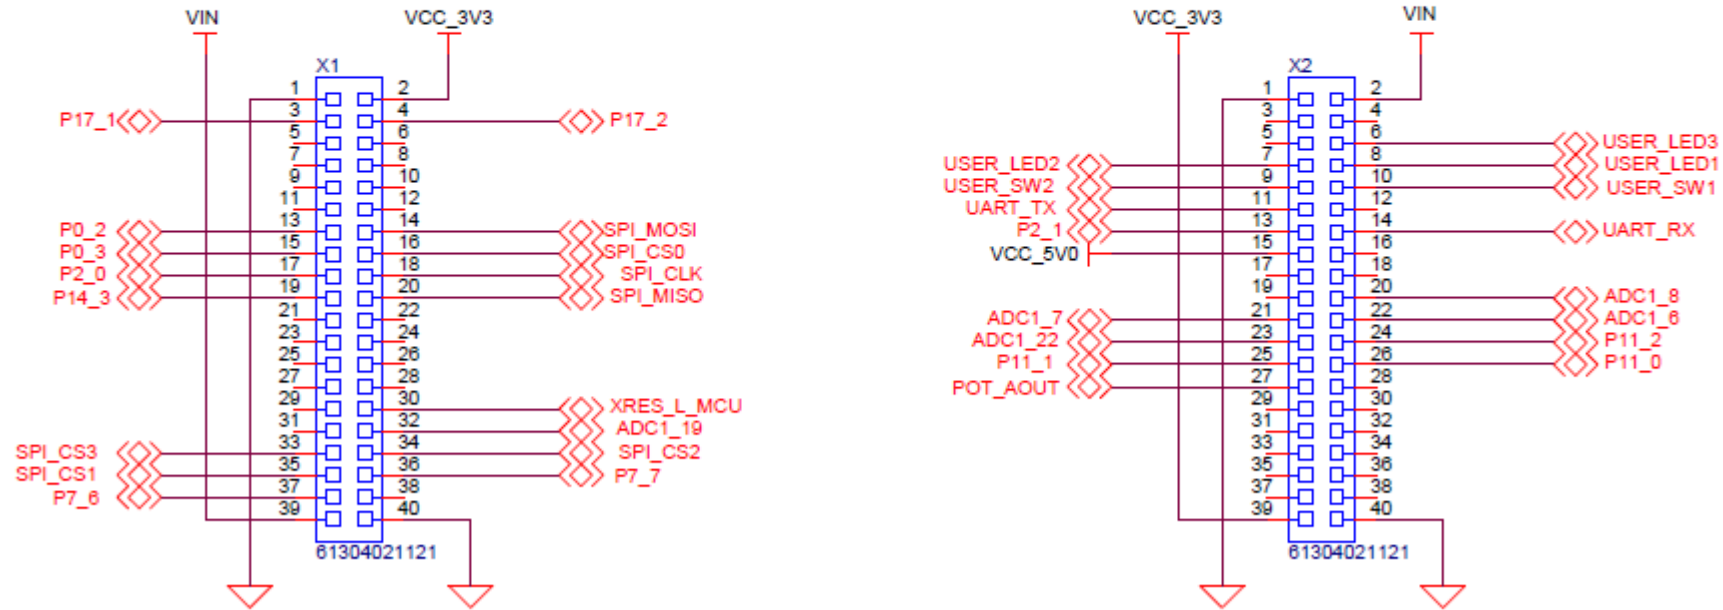 VIN VCC_3V3 VCC_3V3 VIN
X1 X2
1 2 1 2
P17_1 3 4 P17_2 3 4
5 6 5 6 USER_LED3
7 8 USER_LED2 7 8 USER_LED1
9 10 USER_SW2 9 10 USER_SW1
11 12 UART_TX 11 12
P0_2 13 14 SPI_MOSI P2_1 13 14 UART_RX
P0_3 15 16 SPI_CS0 VCC_5V0 15 16
P2_0 17 18 SPI_CLK 17 18
P14_3 19 20 SPI_MISO 19 20 ADC1_8
21 22 ADC1_7 21 22 ADC1_6
23 24 ADC1_22 23 24 P11_2
25 26 P11_1 25 26 P11_0
27 28 POT_AOUT 27 28
29 30 XRES_L_MCU 29 30
31 32 ADC1_19 31 32
SPI_CS3 33 34 SPI_CS2 33 34
SPI_CS1 35 36 P7_7 35 36
P7_6 37 38 37 38
39 40 39 40
61304021121 61304021121